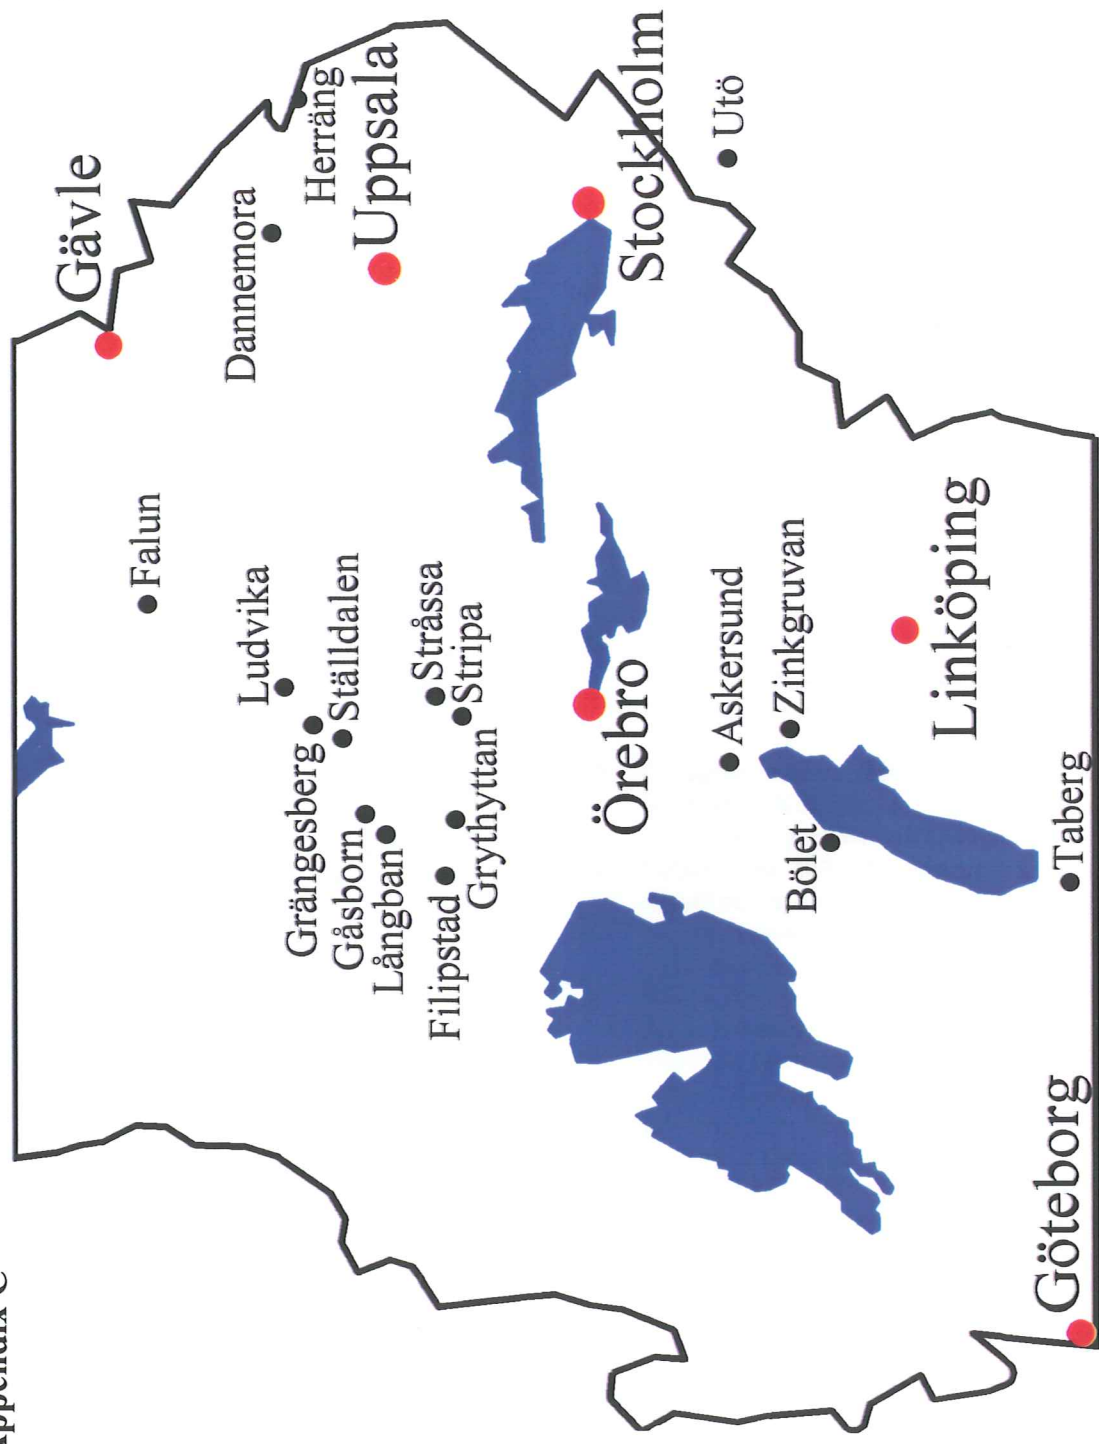 Appendix C
Gävle
Falun
Dannemora
Herräng
Uppsala
Ludvika
Grängesberg
Ställdalen
Gåsborn
Långban
Stråssa
Stripa
Filipstad
Grythyttan
Stockholm
Örebro
Utö
Askersund
Zinkgruvan
Bölet
Linköping
Taberg
Göteborg